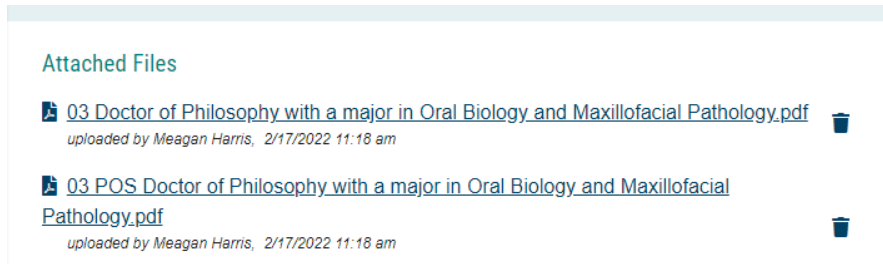 Attached Files
03 Doctor of Philosophy with a major in Oral Biology and Maxillofacial Pathology.pdf
uploaded by Meagan Harris, 2/17/2022 11:18 am
03 POS Doctor of Philosophy with a major in Oral Biology and Maxillofacial
Pathology.pdf
uploaded by Meagan Harris, 2/17/2022 11:18 am